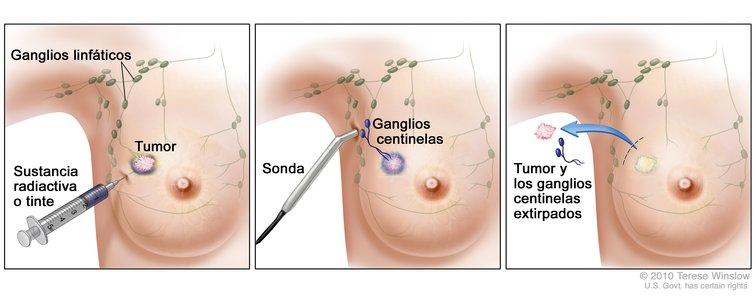 Ganglios linfáticos
Tumor
Sustancia
radiactiva
o tinte
Ganglios
centinelas
Sonda
Tumor y
los ganglios
centinelas
extirpados
© 2010 Terese Winslow
U.S. Govt. has certain rights